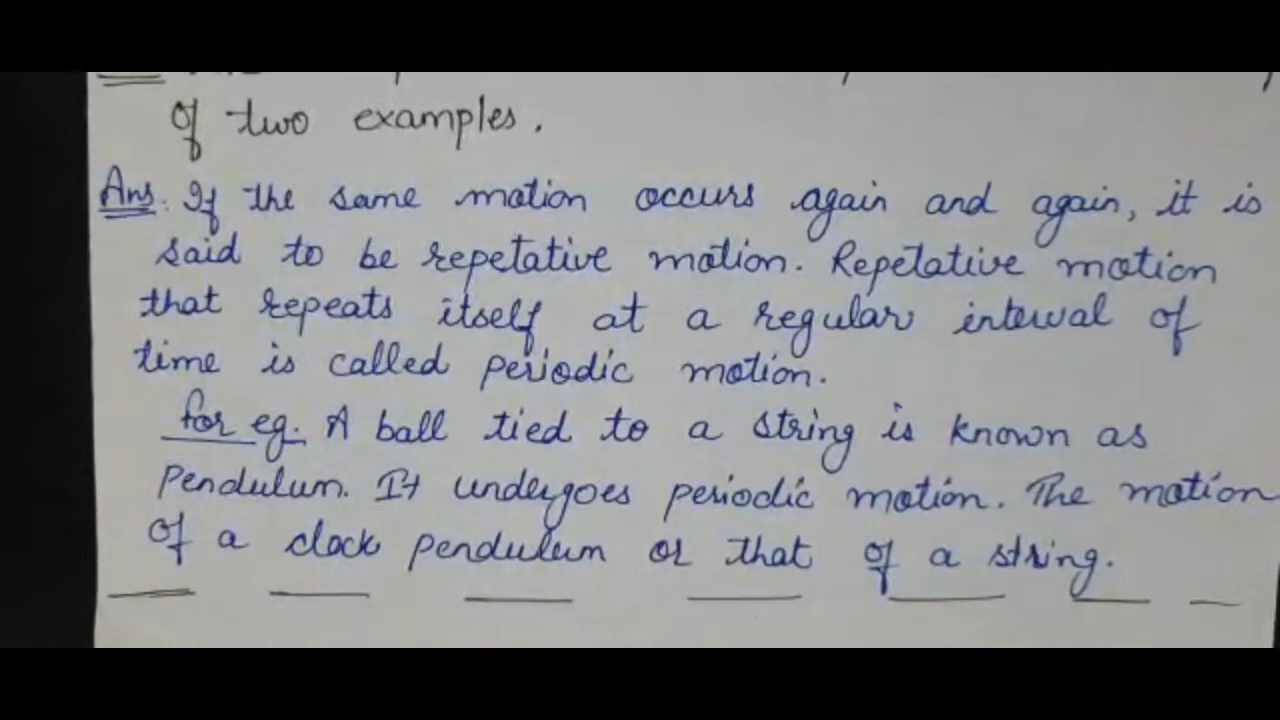 of two examples.
Ans. If the same motion occurs again and again, it is
said to be repetative motion. Repetative motion
that repeats itself at a regular interval of
time is called periodic motion.
for eg. A ball tied to a string is known as
Pendulum. It undergoes periodic motion. The motion
of a clock pendulum or that of a string.